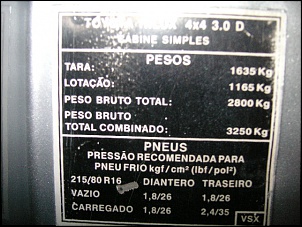 TOYOTA HILUX 4x4 3.0 D
CABINE SIMPLES
PESOS
TARA: 1635 Kg
LOTAÇÃO: 1165 Kg
PESO BRUTO TOTAL: 2800 Kg
PESO BRUTO
TOTAL COMBINADO: 3250 Kg
PNEUS
PRESSÃO RECOMENDADA PARA
PNEU FRIO kgf / cm² (lbf / pol²)
215/80 R16 DIANTERO TRASEIRO
VAZIO 1,8/26 1,8/26
CARREGADO 1,8/26 2,4/35
VSX